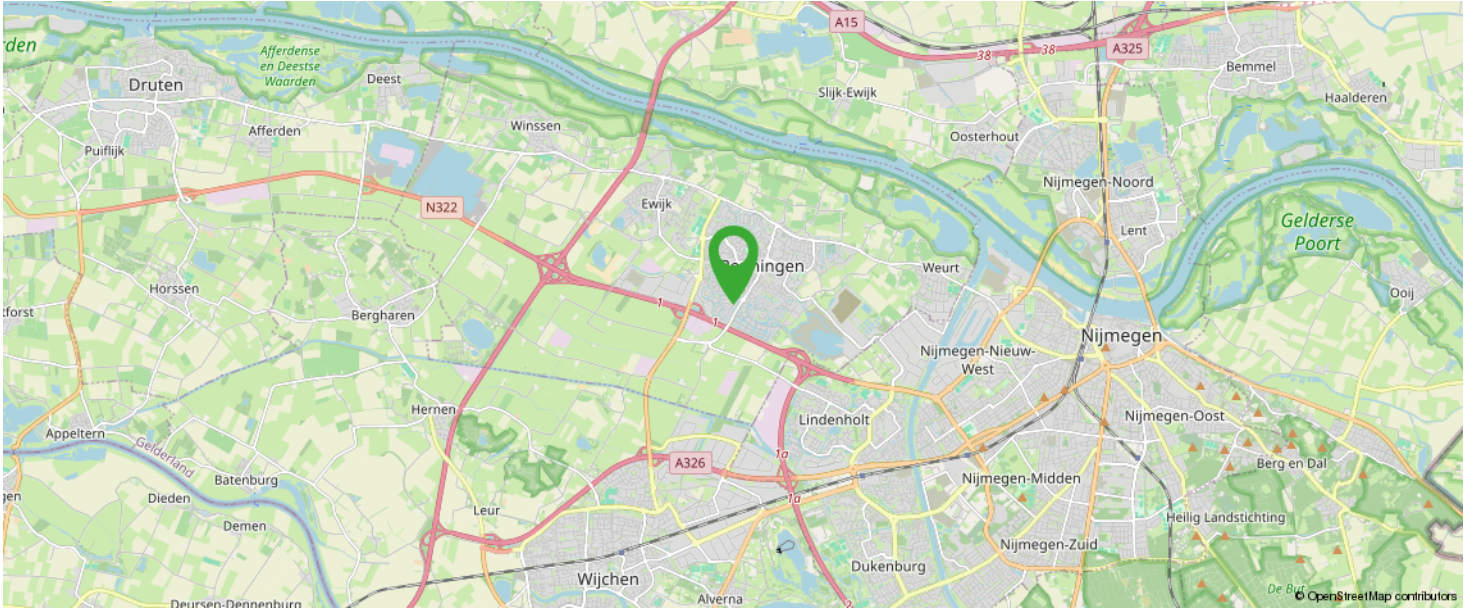 A15
38
38
A325
rden
Afferdense
en Deestse
Waarden
Deest
Druten
Bemmel
Slijk-Ewijk
Haalderen
Winssen
Afferden
Oosterhout
Puiflijk
Nijmegen-Noord
Ewijk
N322
Gelderse
Poort
Lent
Weurt
Horssen
Ooij
1
tforst
Bergharen
1
Nijmegen
Nijmegen-Nieuw-
West
Hernen
Lindenholt
Nijmegen-Oost
Appeltern
Gelderland
1a
A326
Berg en Dal
Batenburg
Nijmegen-Midden
gen
Dieden
1a
Leur
Heilig Landstichting
Demen
Nijmegen-Zuid
Dukenburg
Wijchen
De But
© OpenStreetMap contributors
Alverna
Deursen-Dennenburg
2